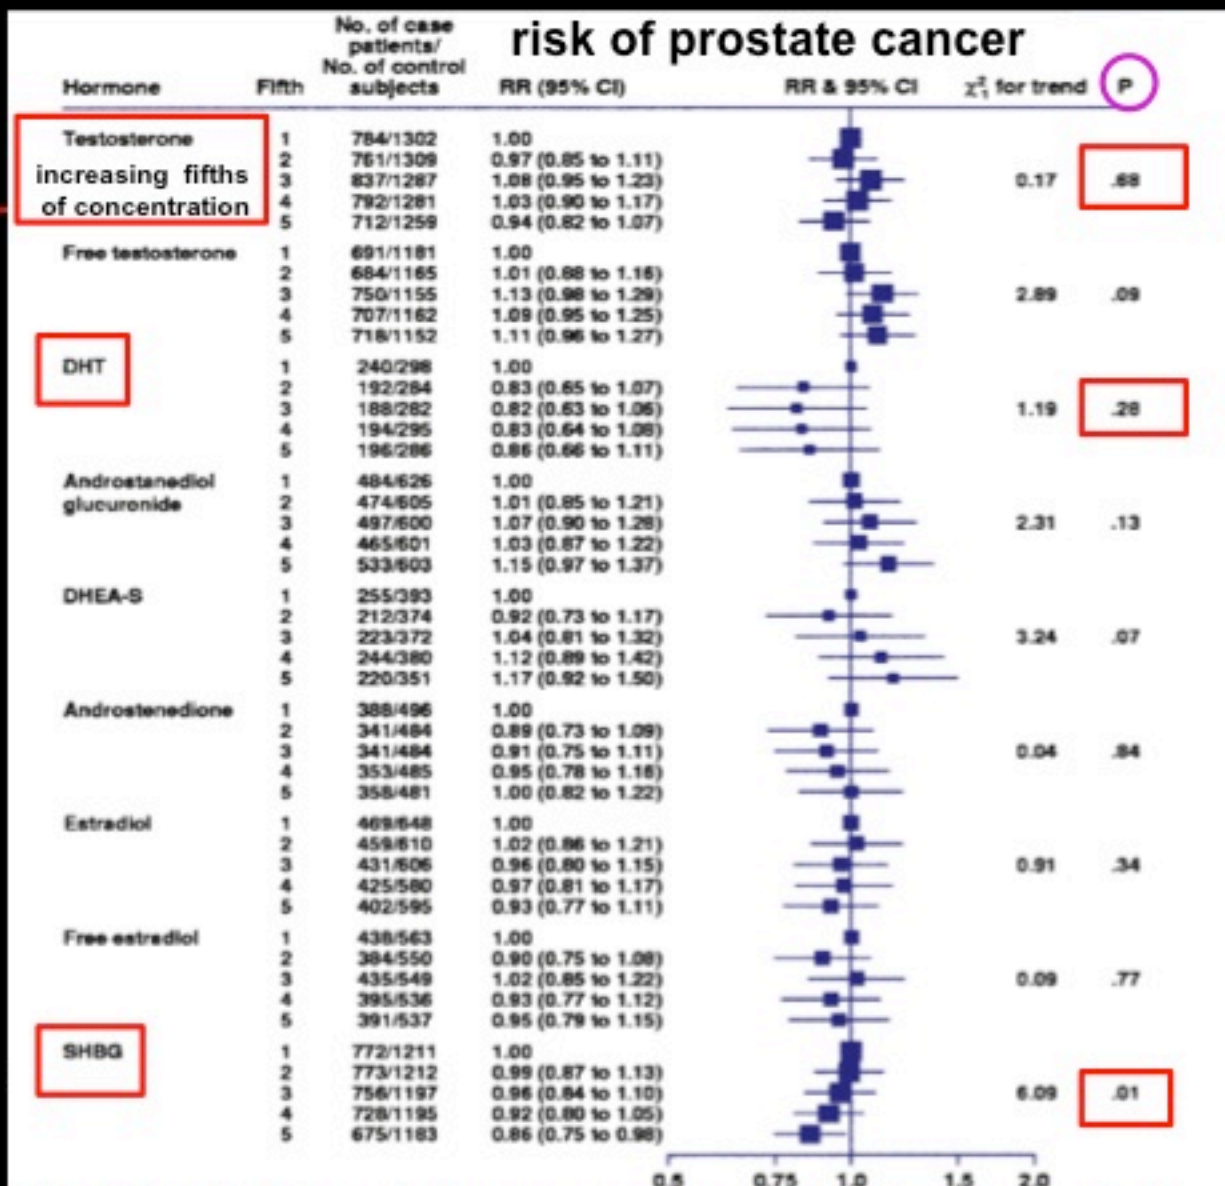 No. of case
patients/
No. of control
subjects
risk of prostate cancer
Hormone Fifth RR (95% CI) RR & 95% CI χ²₁ for trend P
Testosterone 1 784/1302 1.00
increasing fifths
of concentration
2 761/1309 0.97 (0.85 to 1.11)
3 837/1287 1.08 (0.95 to 1.23) 0.17 .68
4 792/1281 1.03 (0.90 to 1.17)
5 712/1259 0.94 (0.82 to 1.07)
Free testosterone 1 691/1181 1.00
2 684/1165 1.01 (0.88 to 1.16)
3 750/1155 1.13 (0.98 to 1.29) 2.89 .09
4 707/1162 1.09 (0.95 to 1.25)
5 718/1152 1.11 (0.96 to 1.27)
DHT 1 240/298 1.00
2 192/284 0.83 (0.65 to 1.07)
3 188/282 0.82 (0.63 to 1.06) 1.19 .28
4 194/295 0.83 (0.64 to 1.08)
5 196/286 0.86 (0.66 to 1.11)
Androstanediol 1 484/626 1.00
glucuronide 2 474/605 1.01 (0.85 to 1.21)
3 497/600 1.07 (0.90 to 1.28) 2.31 .13
4 465/601 1.03 (0.87 to 1.22)
5 533/603 1.15 (0.97 to 1.37)
DHEA-S 1 255/393 1.00
2 212/374 0.92 (0.73 to 1.17)
3 223/372 1.04 (0.81 to 1.32) 3.24 .07
4 244/380 1.12 (0.89 to 1.42)
5 220/351 1.17 (0.92 to 1.50)
Androstenedione 1 388/496 1.00
2 341/484 0.89 (0.73 to 1.09)
3 341/484 0.91 (0.75 to 1.11) 0.04 .84
4 353/485 0.95 (0.78 to 1.16)
5 358/481 1.00 (0.82 to 1.22)
Estradiol 1 469/648 1.00
2 459/610 1.02 (0.86 to 1.21)
3 431/606 0.96 (0.80 to 1.15) 0.91 .34
4 425/580 0.97 (0.81 to 1.17)
5 402/595 0.93 (0.77 to 1.11)
Free estradiol 1 438/563 1.00
2 384/550 0.90 (0.75 to 1.08)
3 435/549 1.02 (0.85 to 1.22) 0.09 .77
4 395/536 0.93 (0.77 to 1.12)
5 391/537 0.95 (0.79 to 1.15)
SHBG 1 772/1211 1.00
2 773/1212 0.99 (0.87 to 1.13)
3 756/1197 0.96 (0.84 to 1.10) 6.09 .01
4 728/1195 0.92 (0.80 to 1.05)
5 675/1183 0.86 (0.75 to 0.98)
0.5 0.75 1.0 1.5 2.0